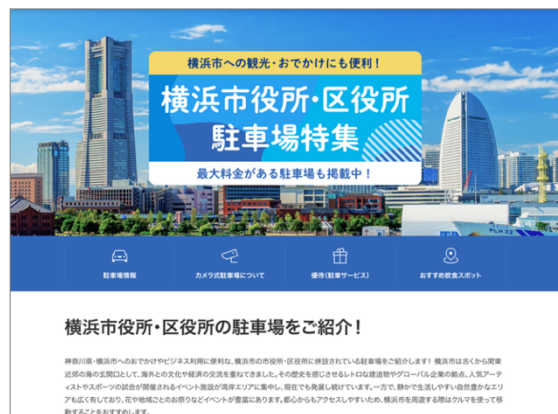 横浜市への観光・おでかけにも便利！
横浜市役所・区役所
駐車場特集
最大料金がある駐車場も掲載中！
駐車場情報
カメラ式駐車場について
優待（駐車サービス）
おすすめ飲食スポット
横浜市役所・区役所の駐車場をご紹介！
神奈川県・横浜市へのおでかけやビジネス利用に便利な、横浜市の市役所・区役所に併設されている駐車場をご紹介します！ 横浜市は古くから関東
近郊の海の玄関口として、海外との文化や経済の交流を重ねてきました。その歴史を感じさせるレトロな建造物やグローバル企業の拠点、人気アーテ
ィストやスポーツの試合が開催されるイベント施設が湾岸エリアに集中し、現在でも発展し続けています。一方で、静かで生活しやすい自然豊かなエリ
アも広く有しており、花や地域ごとのお祭りなどイベントが豊富にあります。都心からもアクセスしやすいため、横浜市を周遊する際はクルマを使って移
動することをおすすめします。